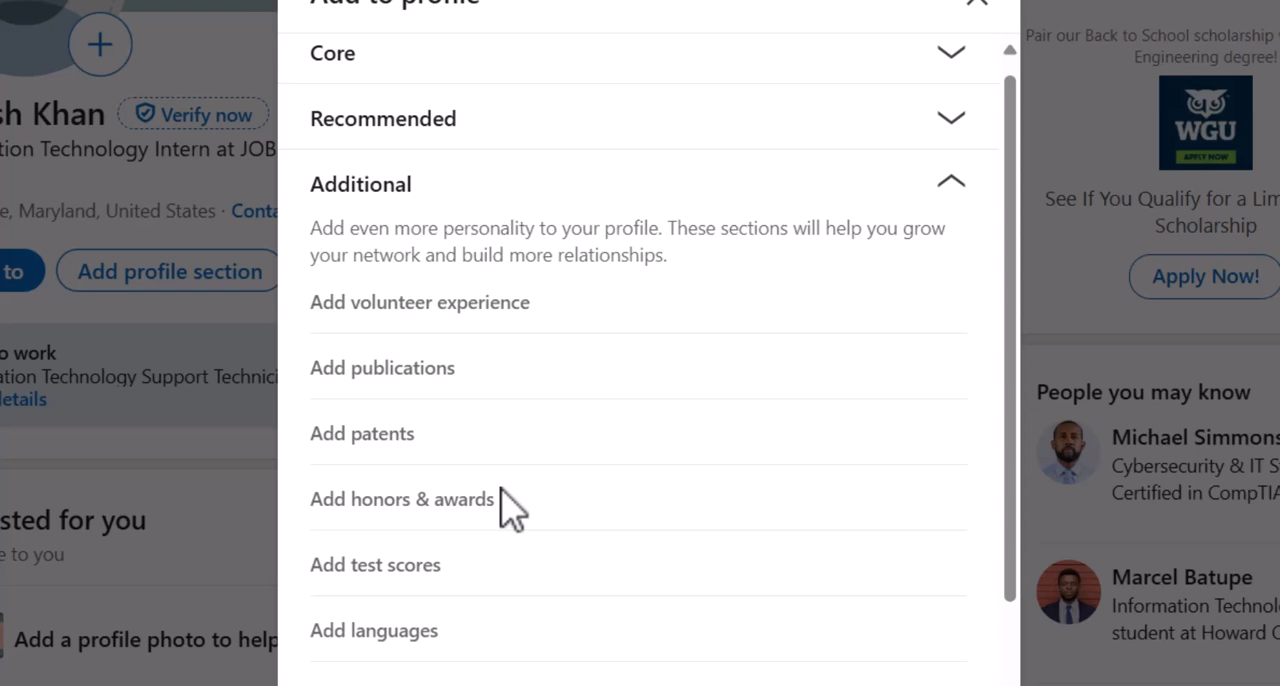 Add to profile
Core
Recommended
Additional
Add even more personality to your profile. These sections will help you grow
your network and build more relationships.
Add volunteer experience
Add publications
Add patents
Add honors & awards
Add test scores
Add languages
sh Khan
Verify now
tion Technology Intern at JOB
e, Maryland, United States · Conta
to
Add profile section
o work
ation Technology Support Technici
details
sted for you
e to you
Add a profile photo to help
Pair our Back to School scholarship
Engineering degree!
WGU
APPLY NOW
See If You Qualify for a Lim
Scholarship
Apply Now!
People you may know
Michael Simmons
Cybersecurity & IT S
Certified in CompTIA
Marcel Batupe
Information Technol
student at Howard C